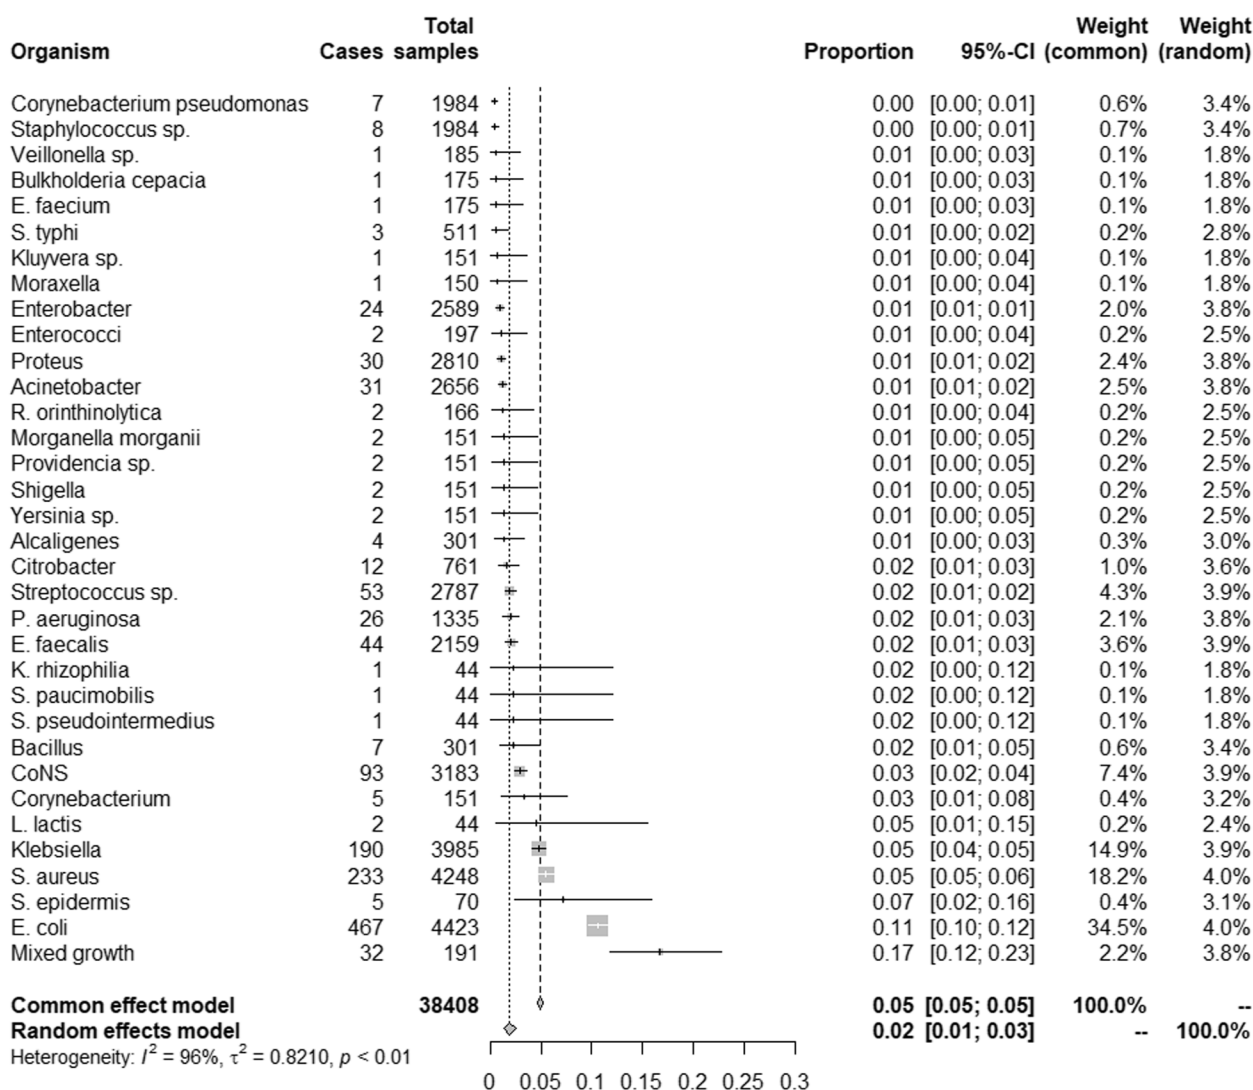 Organism Cases Total samples Proportion 95%-CI Weight (common) Weight (random)
Corynebacterium pseudomonas 7 1984 0.00 [0.00; 0.01] 0.6% 3.4%
Staphylococcus sp. 8 1984 0.00 [0.00; 0.01] 0.7% 3.4%
Veillonella sp. 1 185 0.01 [0.00; 0.03] 0.1% 1.8%
Bulkholderia cepacia 1 175 0.01 [0.00; 0.03] 0.1% 1.8%
E. faecium 1 175 0.01 [0.00; 0.03] 0.1% 1.8%
S. typhi 3 511 0.01 [0.00; 0.02] 0.2% 2.8%
Kluyvera sp. 1 151 0.01 [0.00; 0.04] 0.1% 1.8%
Moraxella 1 150 0.01 [0.00; 0.04] 0.1% 1.8%
Enterobacter 24 2589 0.01 [0.01; 0.01] 2.0% 3.8%
Enterococci 2 197 0.01 [0.00; 0.04] 0.2% 2.5%
Proteus 30 2810 0.01 [0.01; 0.02] 2.4% 3.8%
Acinetobacter 31 2656 0.01 [0.01; 0.02] 2.5% 3.8%
R. orinthinolytica 2 166 0.01 [0.00; 0.04] 0.2% 2.5%
Morganella morganii 2 151 0.01 [0.00; 0.05] 0.2% 2.5%
Providencia sp. 2 151 0.01 [0.00; 0.05] 0.2% 2.5%
Shigella 2 151 0.01 [0.00; 0.05] 0.2% 2.5%
Yersinia sp. 2 151 0.01 [0.00; 0.05] 0.2% 2.5%
Alcaligenes 4 301 0.01 [0.00; 0.03] 0.3% 3.0%
Citrobacter 12 761 0.02 [0.01; 0.03] 1.0% 3.6%
Streptococcus sp. 53 2787 0.02 [0.01; 0.02] 4.3% 3.9%
P. aeruginosa 26 1335 0.02 [0.01; 0.03] 2.1% 3.8%
E. faecalis 44 2159 0.02 [0.01; 0.03] 3.6% 3.9%
K. rhizophilia 1 44 0.02 [0.00; 0.12] 0.1% 1.8%
S. paucimobilis 1 44 0.02 [0.00; 0.12] 0.1% 1.8%
S. pseudointermedius 1 44 0.02 [0.00; 0.12] 0.1% 1.8%
Bacillus 7 301 0.02 [0.01; 0.05] 0.6% 3.4%
CoNS 93 3183 0.03 [0.02; 0.04] 7.4% 3.9%
Corynebacterium 5 151 0.03 [0.01; 0.08] 0.4% 3.2%
L. lactis 2 44 0.05 [0.01; 0.15] 0.2% 2.4%
Klebsiella 190 3985 0.05 [0.04; 0.05] 14.9% 3.9%
S. aureus 233 4248 0.05 [0.05; 0.06] 18.2% 4.0%
S. epidermis 5 70 0.07 [0.02; 0.16] 0.4% 3.1%
E. coli 467 4423 0.11 [0.10; 0.12] 34.5% 4.0%
Mixed growth 32 191 0.17 [0.12; 0.23] 2.2% 3.8%
Common effect model 38408 0.05 [0.05; 0.05] 100.0% --
Random effects model 0.02 [0.01; 0.03] -- 100.0%
Heterogeneity: I² = 96%, τ² = 0.8210, p < 0.01
0 0.05 0.1 0.15 0.2 0.25 0.3